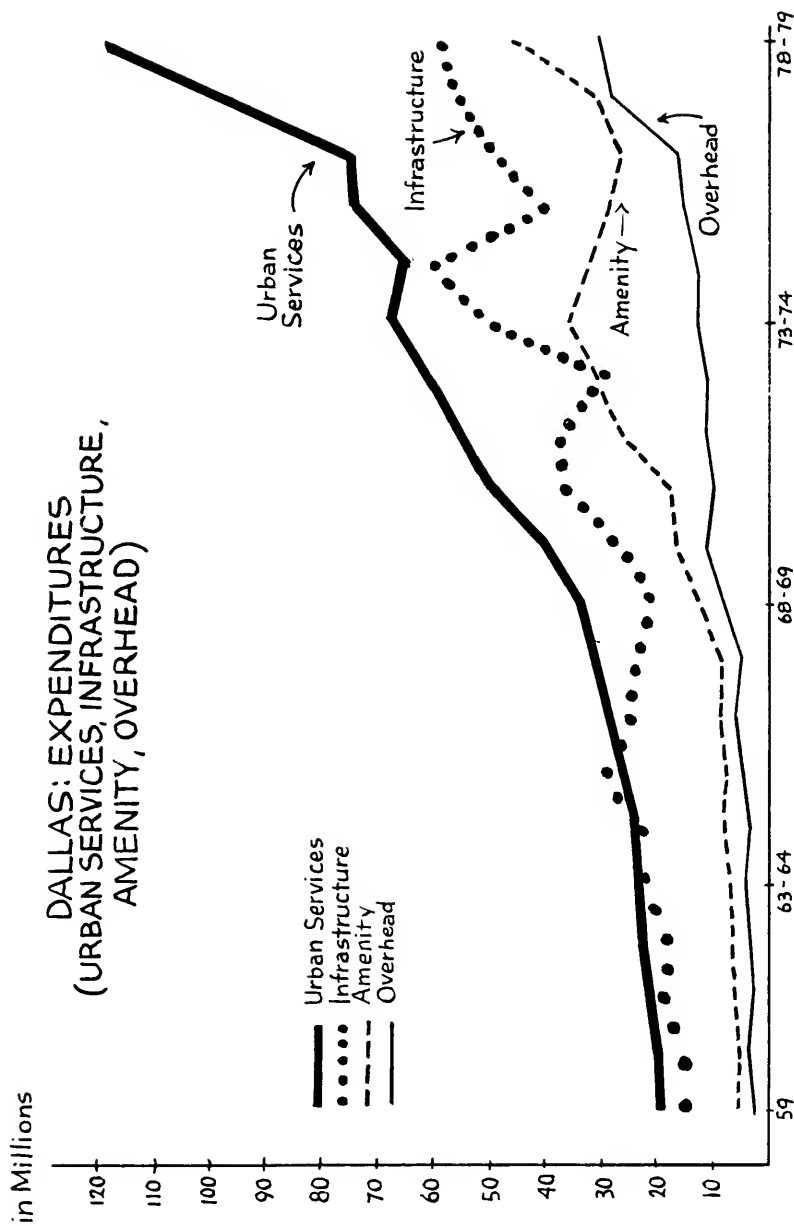 DALLAS: EXPENDITURES
(URBAN SERVICES, INFRASTRUCTURE,
AMENITY, OVERHEAD)
in Millions
120
110
100
90
80
70
60
50
40
30
20
10
Urban Services
Infrastructure
Amenity
Overhead
Urban
Services
Infrastructure
Amenity
Overhead
59
63-64
68-69
73-74
78-79